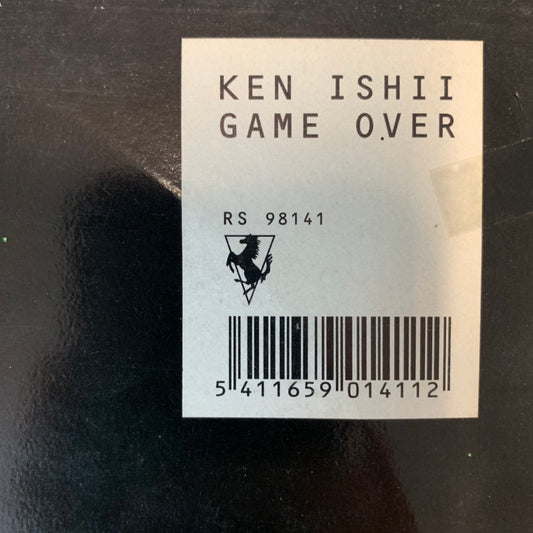 KEN ISHII
GAME OVER
RS 98141
5 411659 014112